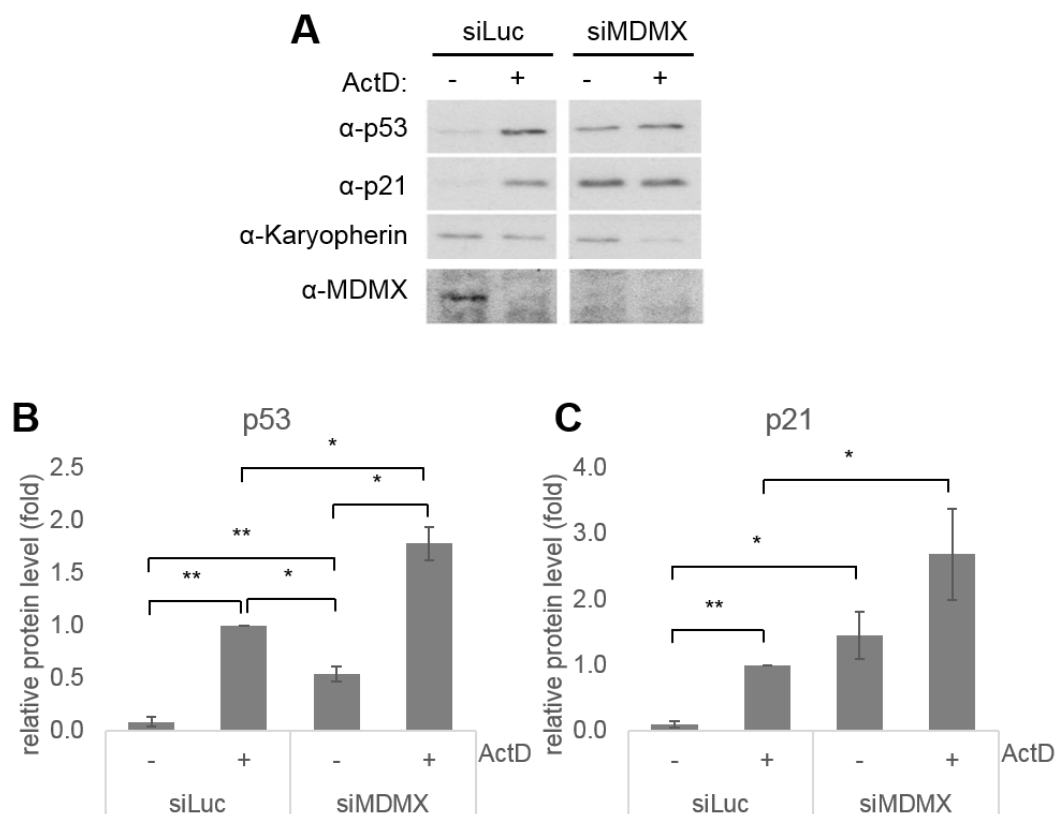 A
siLuc siMDMX
ActD: - + - +
α-p53
α-p21
α-Karyopherin
α-MDMX
B p53
relative protein level (fold)
2.5
2.0
1.5
1.0
0.5
0.0
*
*
**
** *
- + - + ActD
siLuc siMDMX
C p21
relative protein level (fold)
4.0
3.0
2.0
1.0
0.0
*
*
**
- + - + ActD
siLuc siMDMX